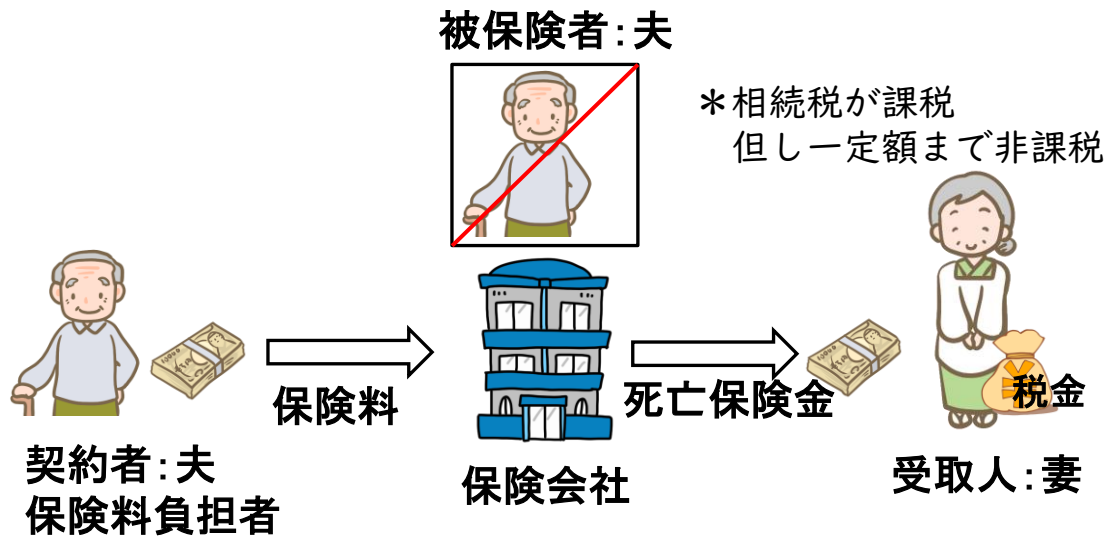 被保険者：夫
＊相続税が課税
但し一定額まで非課税
保険料
死亡保険金
税金
契約者：夫
保険料負担者
保険会社
受取人：妻